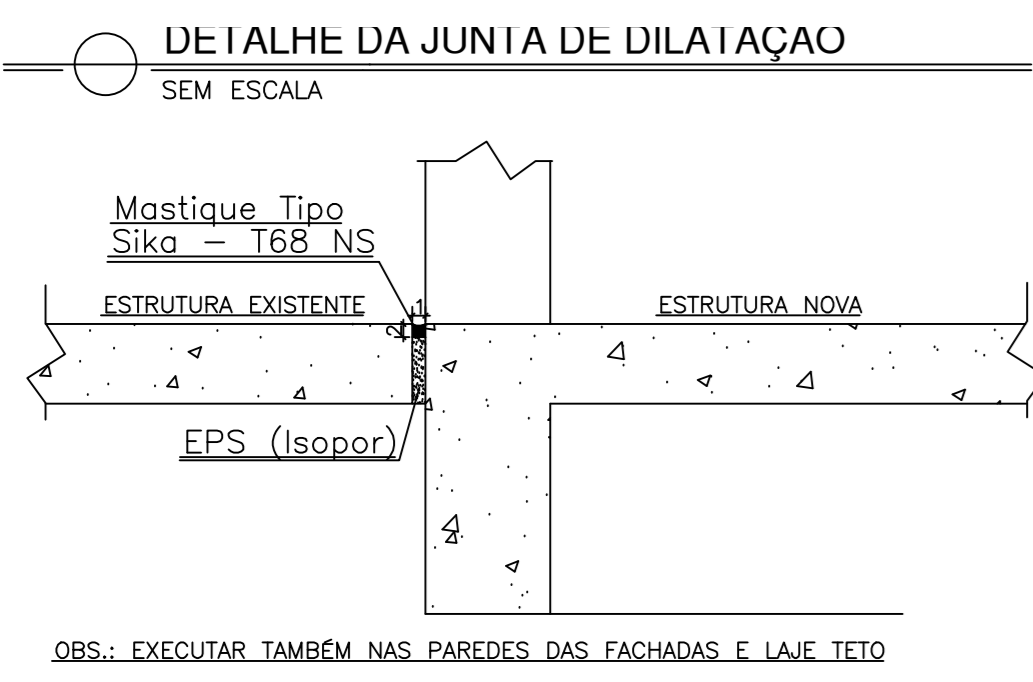 DETALHE DA JUNTA DE DILATAÇÃO
SEM ESCALA
Mastique Tipo
Sika - T68 NS
ESTRUTURA EXISTENTE
1
ESTRUTURA NOVA
2
EPS (Isopor)
OBS.: EXECUTAR TAMBÉM NAS PAREDES DAS FACHADAS E LAJE TETO